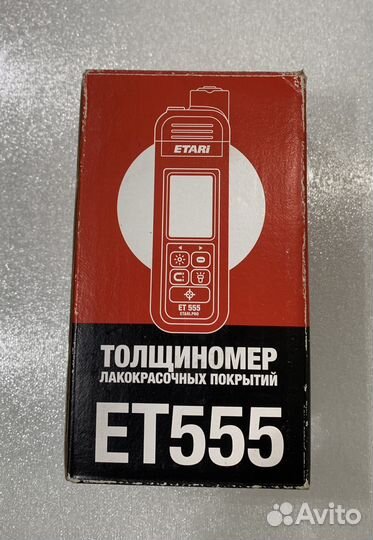 ETARI
ET 555
ETARI.PRO
ТОЛЩИНОМЕР
ЛАКОКРАСОЧНЫХ ПОКРЫТИЙ
ET555
Avito